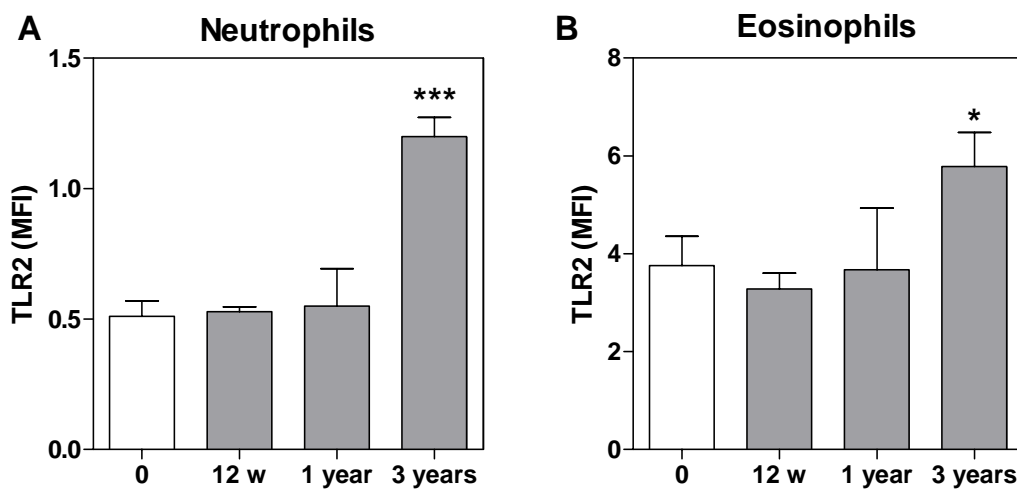 A
Neutrophils
TLR2 (MFI)
1.5
1.0
0.5
0.0
***
0
12 w
1 year
3 years
B
Eosinophils
TLR2 (MFI)
8
6
4
2
0
*
0
12 w
1 year
3 years